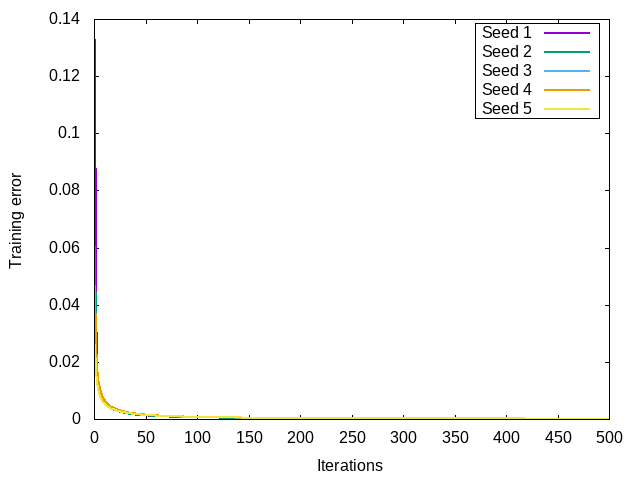 0.14
0.12
0.1
0.08
0.06
0.04
0.02
0
Training error
Seed 1
Seed 2
Seed 3
Seed 4
Seed 5
0 50 100 150 200 250 300 350 400 450 500
Iterations